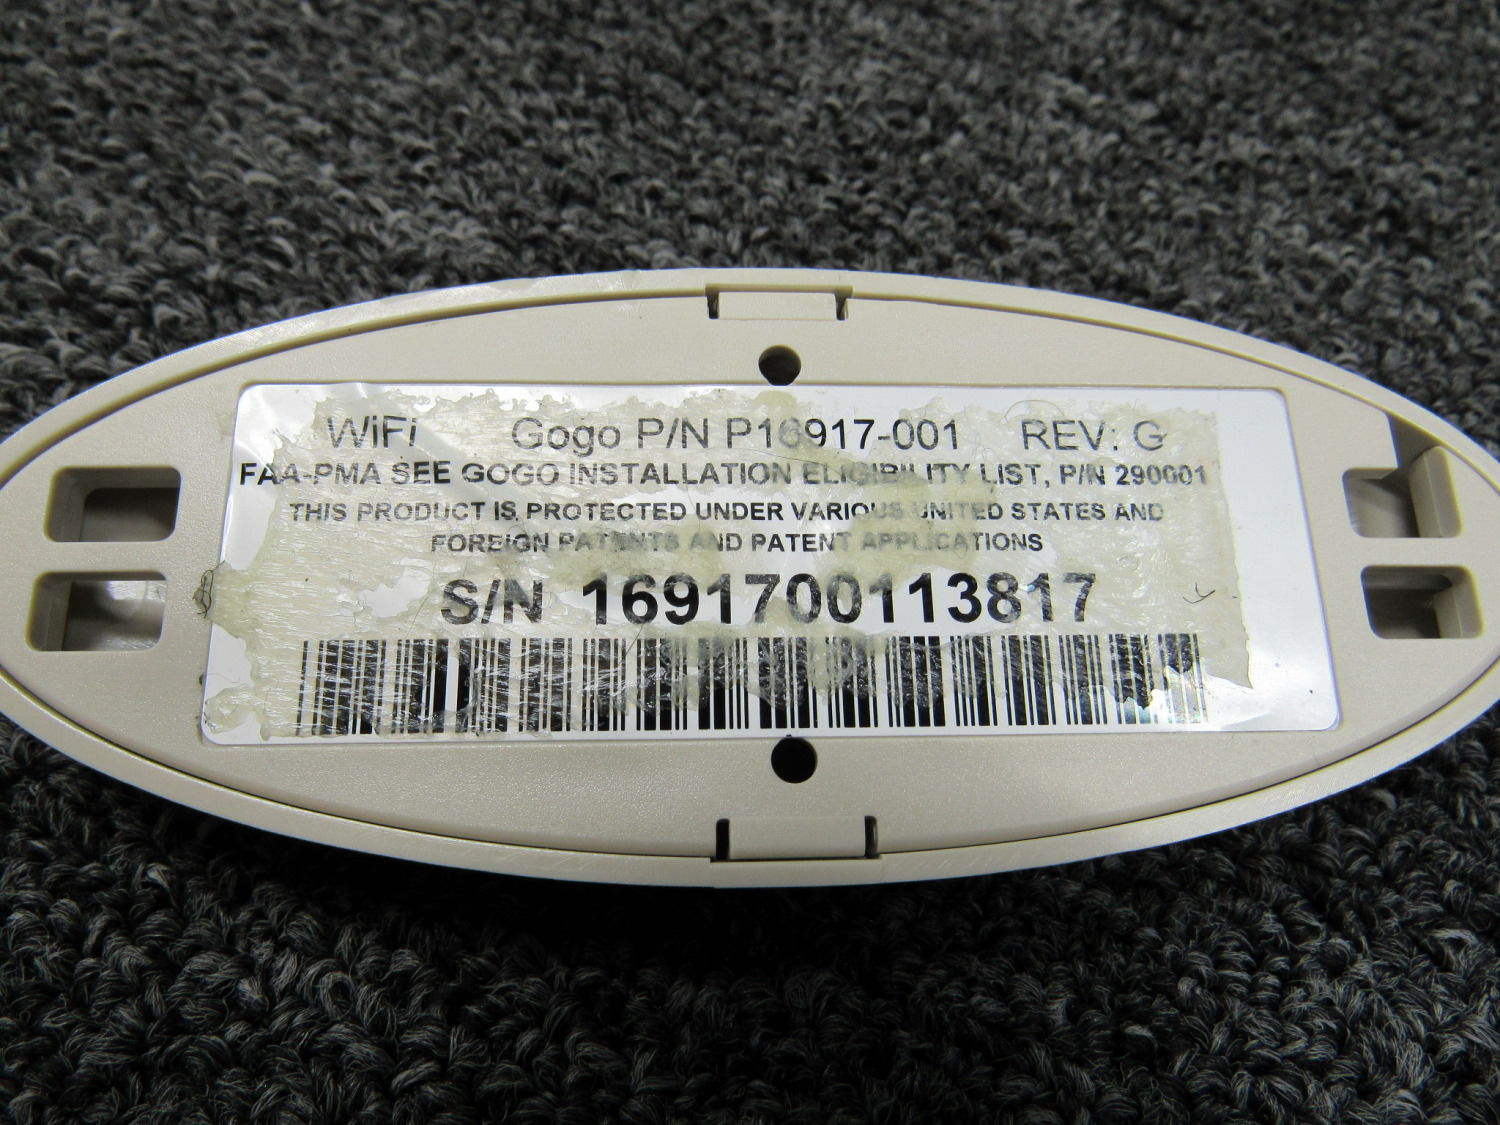 WiFi Gogo P/N P16917-001 REV: G
FAA-PMA SEE GOGO INSTALLATION ELIGIBILITY LIST, P/N 290001
THIS PRODUCT IS PROTECTED UNDER VARIOUS UNITED STATES AND
FOREIGN PATENTS AND PATENT APPLICATIONS
S/N 1691700113817